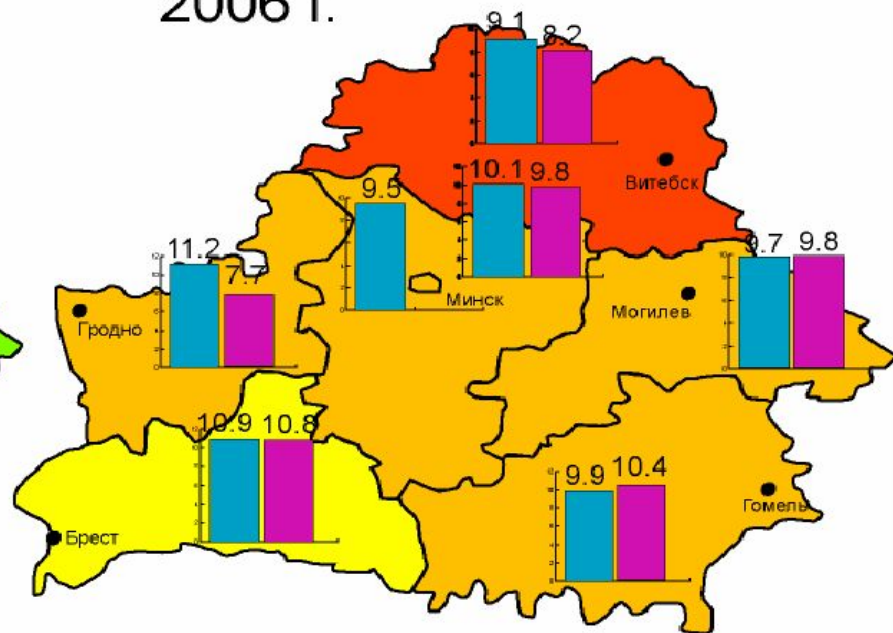 2006 г.
9.1 8.2
Витебск
10.1 9.8
9.5
11.2 7.7
9.7 9.8
Минск
Могилев
Гродно
10.9 10.8
9.9 10.4
Гомель
Брест